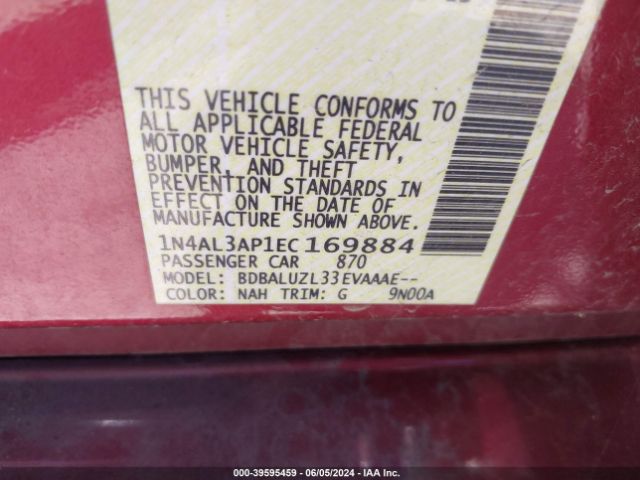 THIS VEHICLE CONFORMS TO
ALL APPLICABLE FEDERAL
MOTOR VEHICLE SAFETY,
BUMPER, AND THEFT
PREVENTION STANDARDS IN
EFFECT ON THE DATE OF
MANUFACTURE SHOWN ABOVE.
1N4AL3AP1EC169884
PASSENGER CAR 870
MODEL: BDBALUZL33EVAAAE--
COLOR: NAH TRIM: G 9N00A
000-39595459 - 06/05/2024 - IAA Inc.